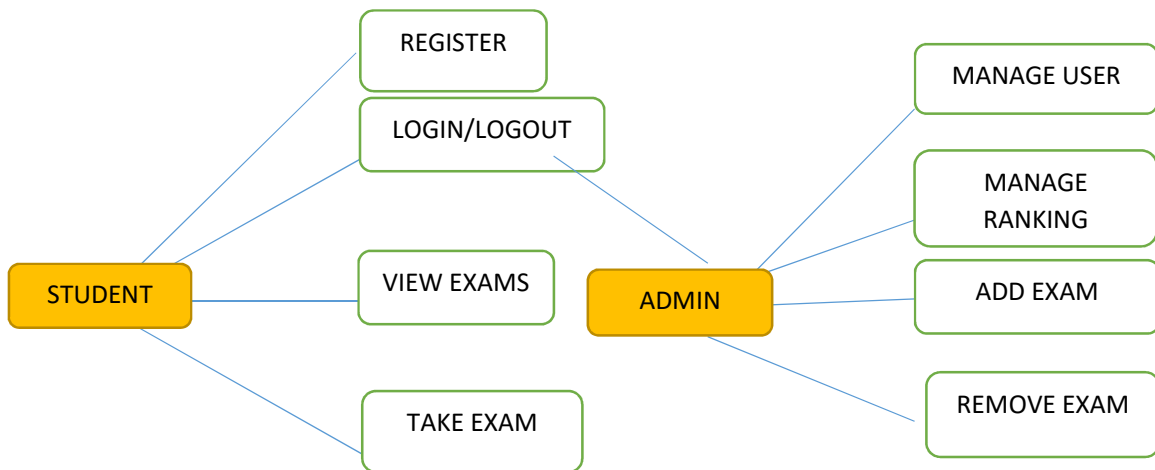 REGISTER
LOGIN/LOGOUT
STUDENT
VIEW EXAMS
TAKE EXAM
ADMIN
MANAGE USER
MANAGE
RANKING
ADD EXAM
REMOVE EXAM